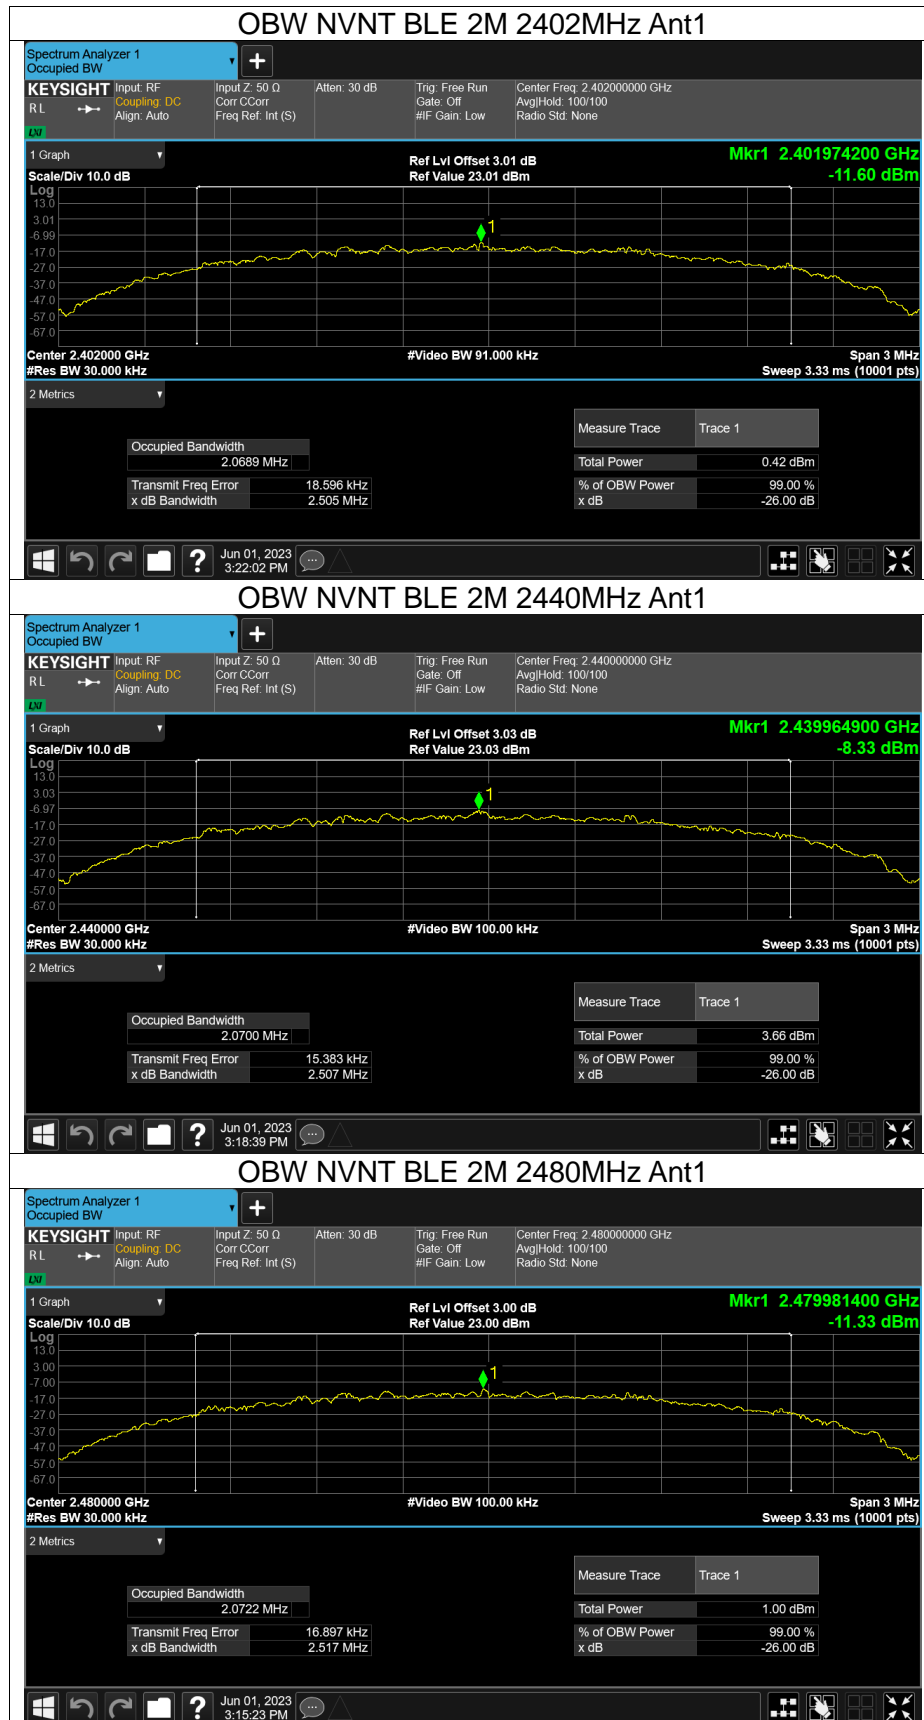 OBW NVNT BLE 2M 2402MHz Ant1
Spectrum Analyzer 1
Occupied BW
+
KEYSIGHT Input: RF Input Z: 50 Ω Atten: 30 dB Trig: Free Run Center Freq: 2.402000000 GHz
R L Coupling: DC Corr CCorr Gate: Off Avg|Hold: 100/100
Align: Auto Freq Ref: Int (S) #IF Gain: Low Radio Std: None
LXI
1 Graph Ref Lvl Offset 3.01 dB Mkr1 2.401974200 GHz
Scale/Div 10.0 dB Ref Value 23.01 dBm -11.60 dBm
Log
13.0
3.01
-6.99
-17.0
-27.0
-37.0
-47.0
-57.0
-67.0
1
Center 2.402000 GHz #Video BW 91.000 kHz Span 3 MHz
#Res BW 30.000 kHz Sweep 3.33 ms (10001 pts)
2 Metrics
Measure Trace Trace 1
Occupied Bandwidth
2.0689 MHz Total Power 0.42 dBm
Transmit Freq Error 18.596 kHz % of OBW Power 99.00 %
x dB Bandwidth 2.505 MHz x dB -26.00 dB
? Jun 01, 2023
3:22:02 PM
OBW NVNT BLE 2M 2440MHz Ant1
Spectrum Analyzer 1
Occupied BW
+
KEYSIGHT Input: RF Input Z: 50 Ω Atten: 30 dB Trig: Free Run Center Freq: 2.440000000 GHz
R L Coupling: DC Corr CCorr Gate: Off Avg|Hold: 100/100
Align: Auto Freq Ref: Int (S) #IF Gain: Low Radio Std: None
LXI
1 Graph Ref Lvl Offset 3.03 dB Mkr1 2.439964900 GHz
Scale/Div 10.0 dB Ref Value 23.03 dBm -8.33 dBm
Log
13.0
3.03
-6.97
-17.0
-27.0
-37.0
-47.0
-57.0
-67.0
1
Center 2.440000 GHz #Video BW 100.00 kHz Span 3 MHz
#Res BW 30.000 kHz Sweep 3.33 ms (10001 pts)
2 Metrics
Measure Trace Trace 1
Occupied Bandwidth
2.0700 MHz Total Power 3.66 dBm
Transmit Freq Error 15.383 kHz % of OBW Power 99.00 %
x dB Bandwidth 2.507 MHz x dB -26.00 dB
? Jun 01, 2023
3:18:39 PM
OBW NVNT BLE 2M 2480MHz Ant1
Spectrum Analyzer 1
Occupied BW
+
KEYSIGHT Input: RF Input Z: 50 Ω Atten: 30 dB Trig: Free Run Center Freq: 2.480000000 GHz
R L Coupling: DC Corr CCorr Gate: Off Avg|Hold: 100/100
Align: Auto Freq Ref: Int (S) #IF Gain: Low Radio Std: None
LXI
1 Graph Ref Lvl Offset 3.00 dB Mkr1 2.479981400 GHz
Scale/Div 10.0 dB Ref Value 23.00 dBm -11.33 dBm
Log
13.0
3.00
-7.00
-17.0
-27.0
-37.0
-47.0
-57.0
-67.0
1
Center 2.480000 GHz #Video BW 100.00 kHz Span 3 MHz
#Res BW 30.000 kHz Sweep 3.33 ms (10001 pts)
2 Metrics
Measure Trace Trace 1
Occupied Bandwidth
2.0722 MHz Total Power 1.00 dBm
Transmit Freq Error 16.897 kHz % of OBW Power 99.00 %
x dB Bandwidth 2.517 MHz x dB -26.00 dB
? Jun 01, 2023
3:15:23 PM